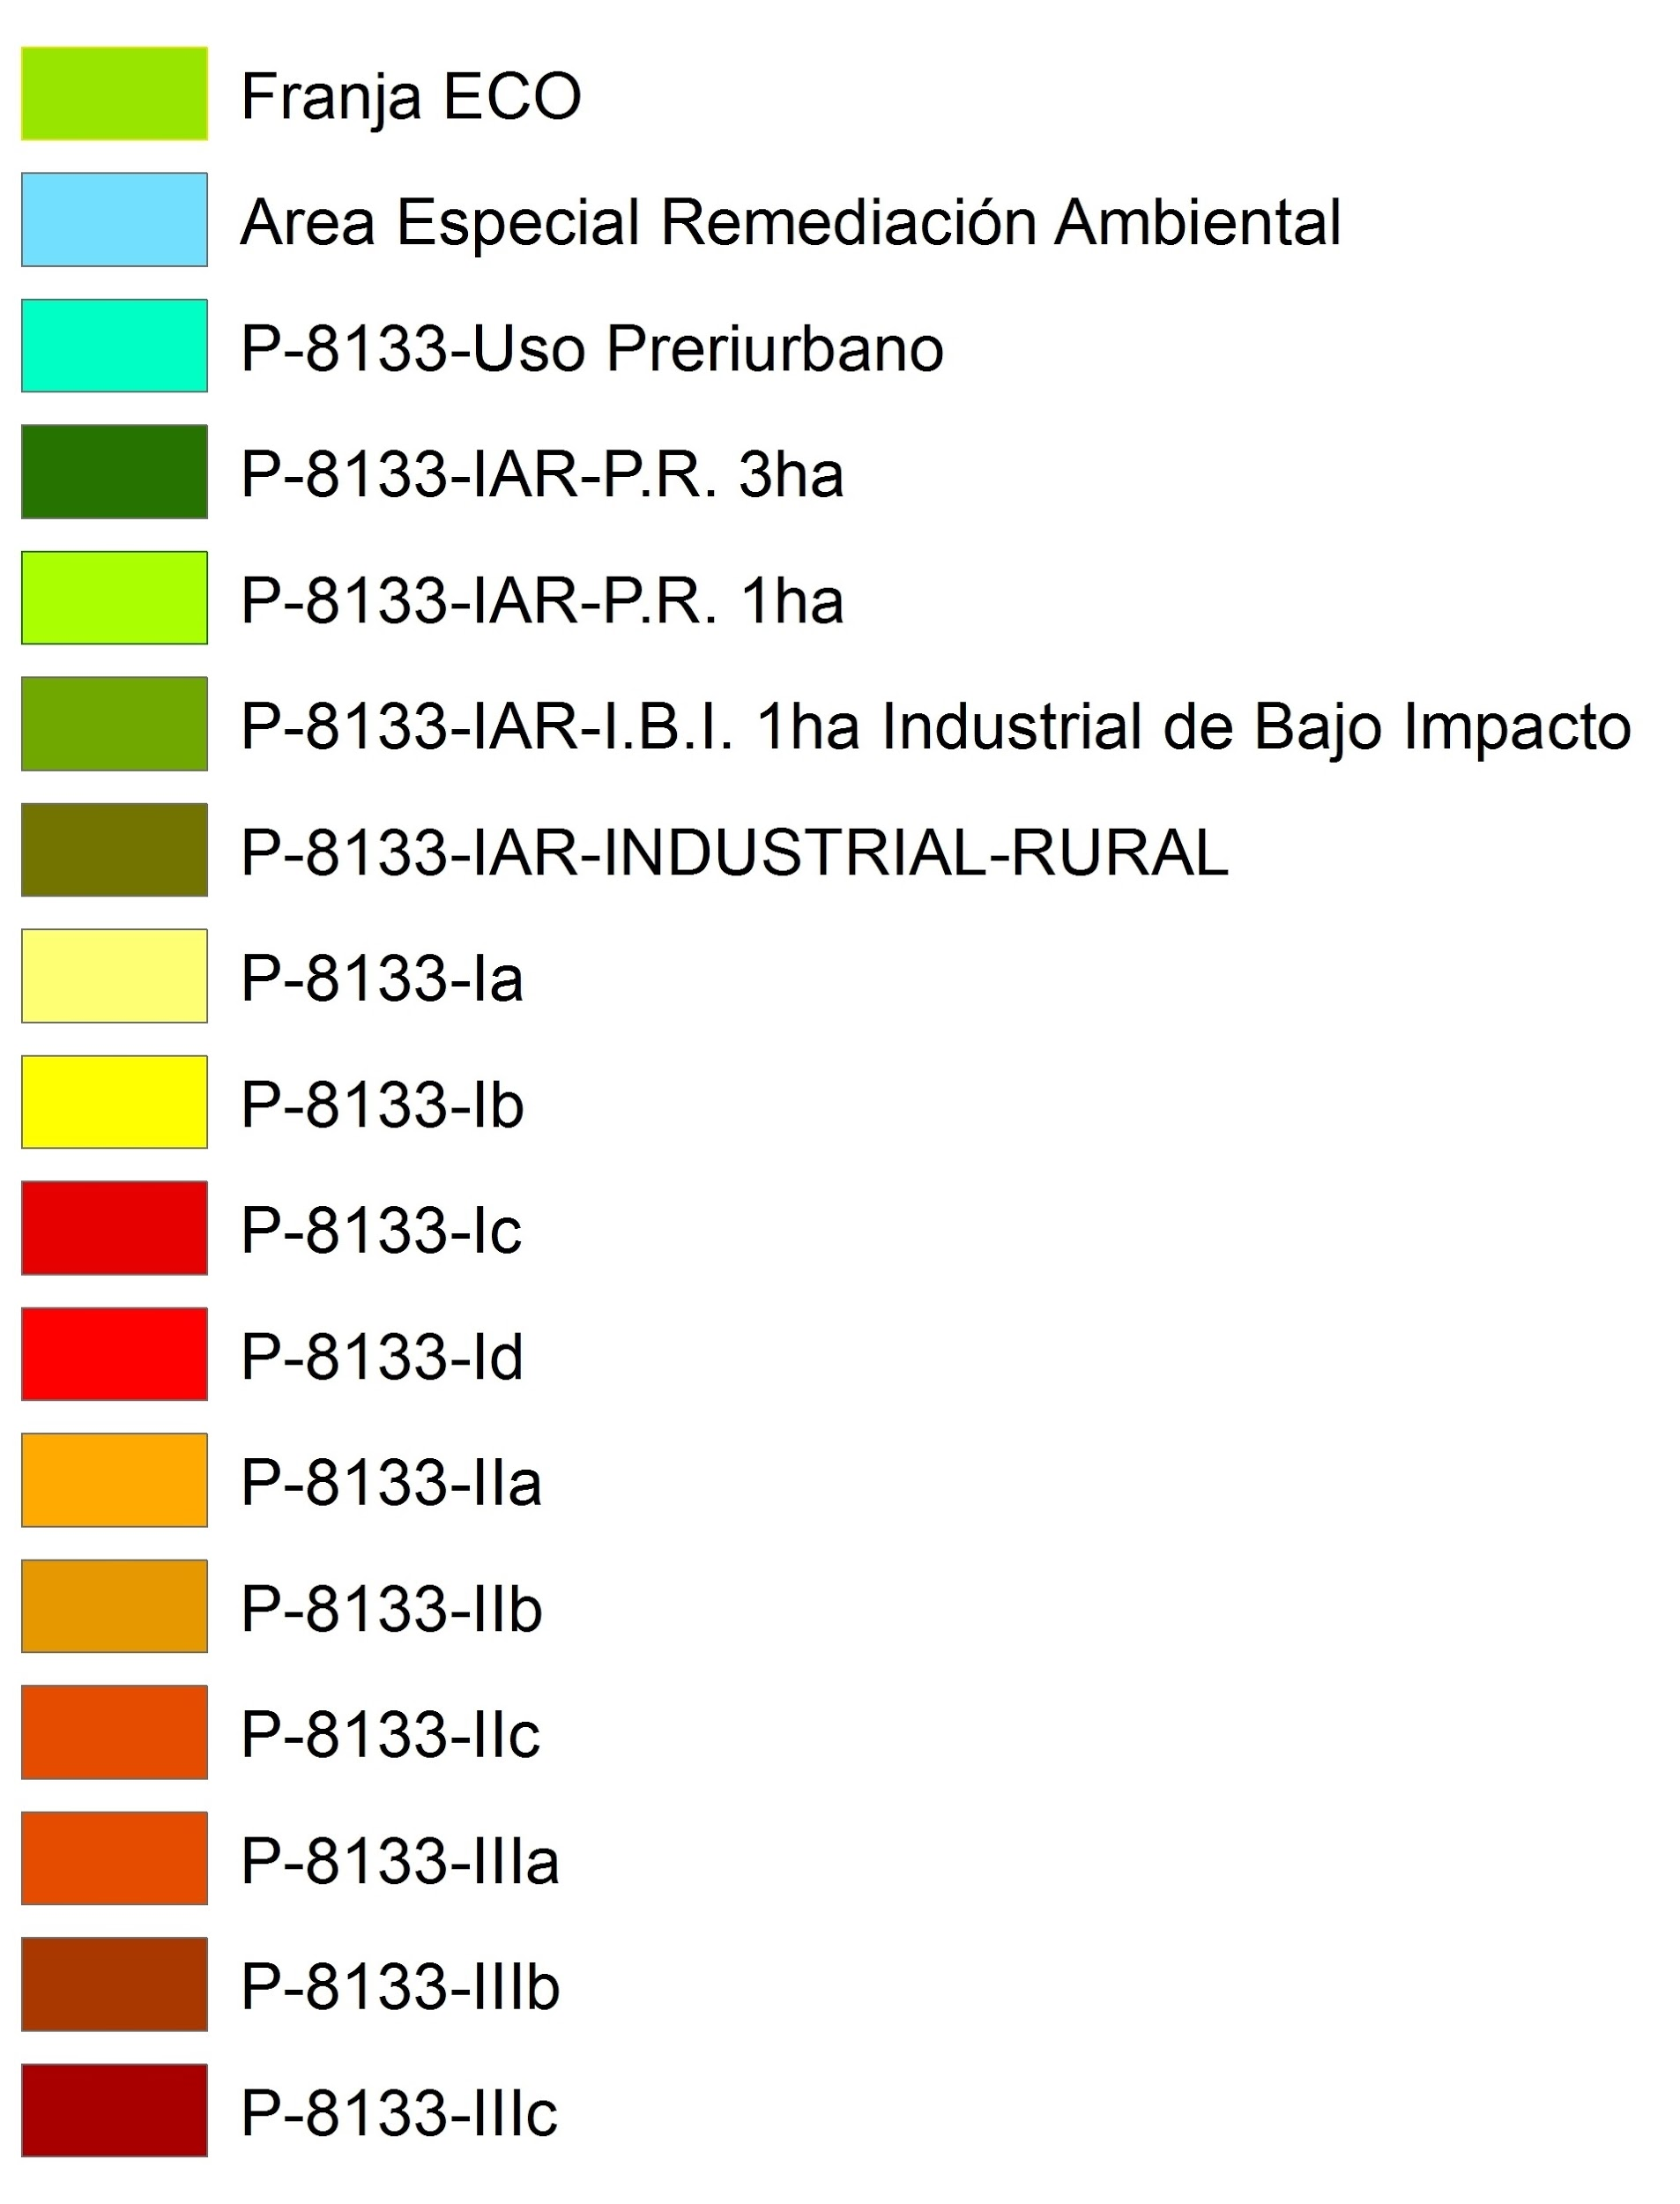 Franja ECO
Area Especial Remediación Ambiental
P-8133-Uso Preriurbano
P-8133-IAR-P.R. 3ha
P-8133-IAR-P.R. 1ha
P-8133-IAR-I.B.I. 1ha Industrial de Bajo Impacto
P-8133-IAR-INDUSTRIAL-RURAL
P-8133-Ia
P-8133-Ib
P-8133-Ic
P-8133-Id
P-8133-IIa
P-8133-IIb
P-8133-IIc
P-8133-IIIa
P-8133-IIIb
P-8133-IIIc